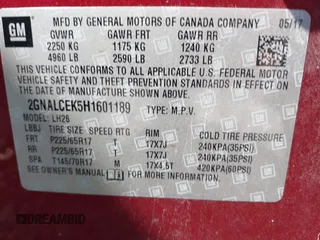 GM
MFD BY GENERAL MOTORS OF CANADA COMPANY 05/17
GVWR GAWR FRT GAWR RR
2250 KG 1175 KG 1240 KG
4960 LB 2590 LB 2733 LB
THIS VEHICLE CONFORMS TO ALL APPLICABLE U.S. FEDERAL MOTOR
VEHICLE SAFETY, AND THEFT PREVENTION STANDARDS IN EFFECT
ON THE DATE OF MANUFACTURE SHOWN ABOVE.
2GNALCEK5H1601189 TYPE: M.P.V.
MODEL: LH26
LBBJ TIRE SIZE SPEED RTG RIM COLD TIRE PRESSURE
FRT P225/65R17 T 17X7J 240KPA(35PSI)
RR P225/65R17 T 17X7J 240KPA(35PSI)
SPA T145/70R17 M 17X4.5T 420KPA(60PSI)
SEE OWNER'S MANUAL
DREAMBID